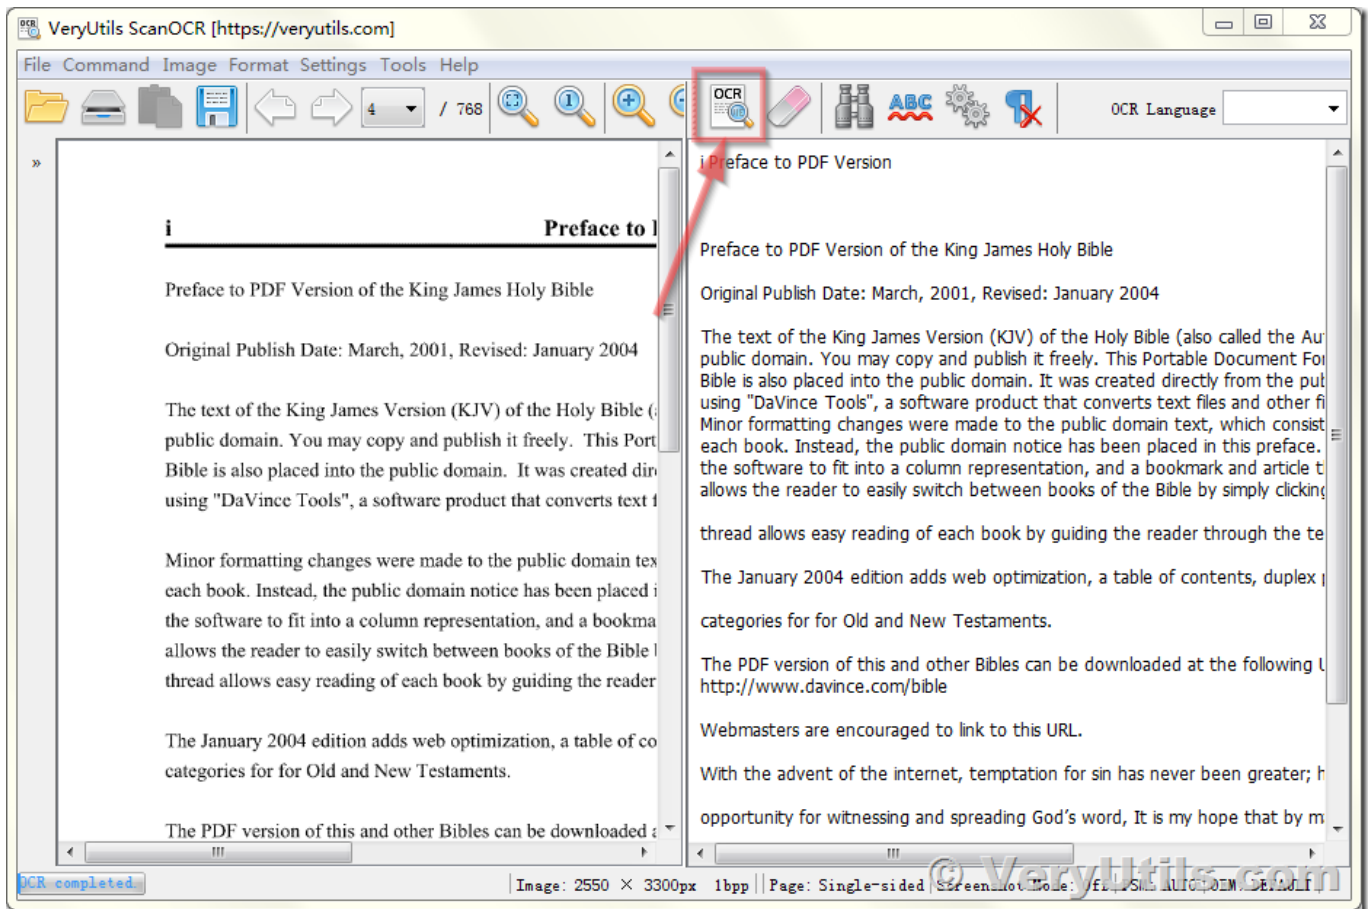 VeryUtils ScanOCR [https://veryutils.com]
File Command Image Format Settings Tools Help
4 / 768
OCR
ABC
OCR Language
»
i Preface to
Preface to PDF Version of the King James Holy Bible
Original Publish Date: March, 2001, Revised: January 2004
The text of the King James Version (KJV) of the Holy Bible (
public domain. You may copy and publish it freely. This Port
Bible is also placed into the public domain. It was created dire
using "DaVince Tools", a software product that converts text f
Minor formatting changes were made to the public domain tex
each book. Instead, the public domain notice has been placed i
the software to fit into a column representation, and a bookma
allows the reader to easily switch between books of the Bible
thread allows easy reading of each book by guiding the reader
The January 2004 edition adds web optimization, a table of co
categories for for Old and New Testaments.
The PDF version of this and other Bibles can be downloaded a
i Preface to PDF Version
Preface to PDF Version of the King James Holy Bible
Original Publish Date: March, 2001, Revised: January 2004
The text of the King James Version (KJV) of the Holy Bible (also called the Au
public domain. You may copy and publish it freely. This Portable Document For
Bible is also placed into the public domain. It was created directly from the pub
using "DaVince Tools", a software product that converts text files and other fi
Minor formatting changes were made to the public domain text, which consist
each book. Instead, the public domain notice has been placed in this preface.
the software to fit into a column representation, and a bookmark and article t
allows the reader to easily switch between books of the Bible by simply clicking
thread allows easy reading of each book by guiding the reader through the te
The January 2004 edition adds web optimization, a table of contents, duplex
categories for for Old and New Testaments.
The PDF version of this and other Bibles can be downloaded at the following U
http://www.davince.com/bible
Webmasters are encouraged to link to this URL.
With the advent of the internet, temptation for sin has never been greater; h
opportunity for witnessing and spreading God's word, It is my hope that by m
OCR completed.
Image: 2550 × 3300px 1bpp Page: Single-sided Screenshot Mode: Off PSM: AUTO OEM: DEFAULT
© VeryUtils.com